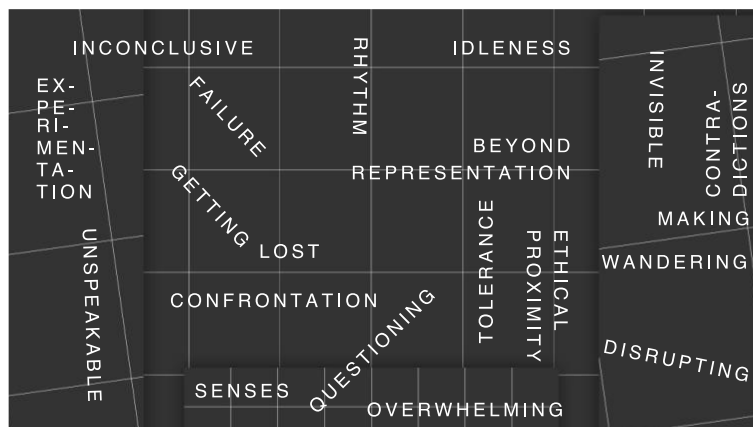 INCONCLUSIVE
RHYTHM
IDLENESS
EX-
PE-
RI-
MEN-
TA-
TION
FAILURE
INVISIBLE
CONTRA-
DICTIONS
BEYOND
REPRESENTATION
GETTING
LOST
UNSPEAKABLE
TOLERANCE
ETHICAL
PROXIMITY
MAKING
WANDERING
CONFRONTATION
QUESTIONING
DISRUPTING
SENSES
OVERWHELMING